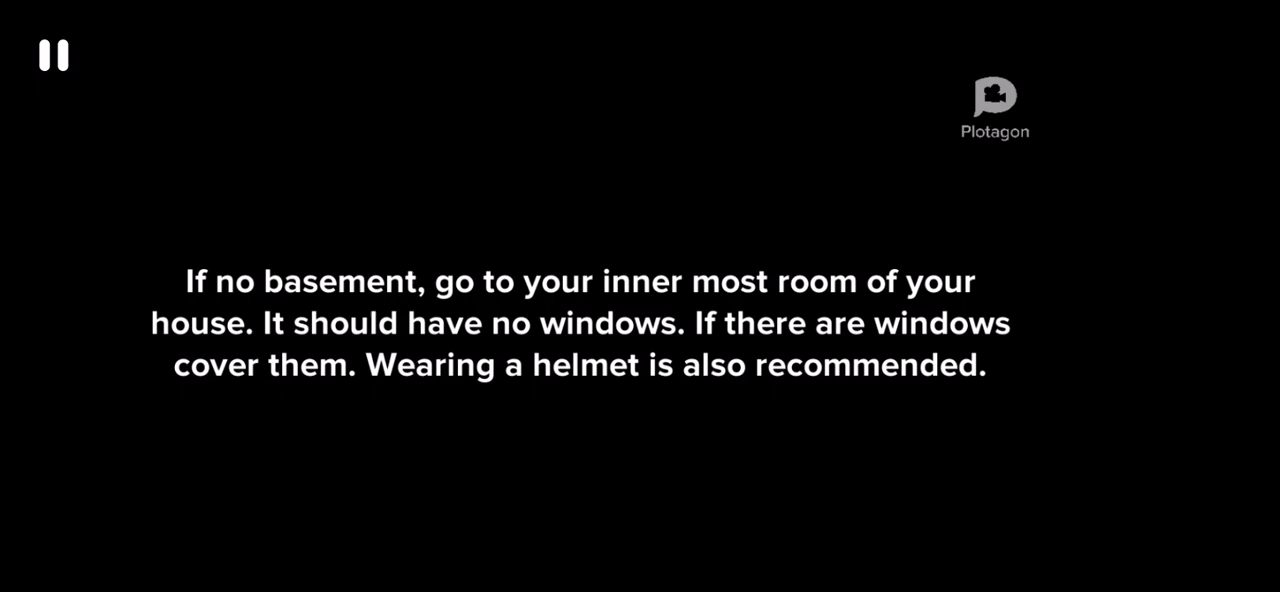 Plotagon
If no basement, go to your inner most room of your
house. It should have no windows. If there are windows
cover them. Wearing a helmet is also recommended.